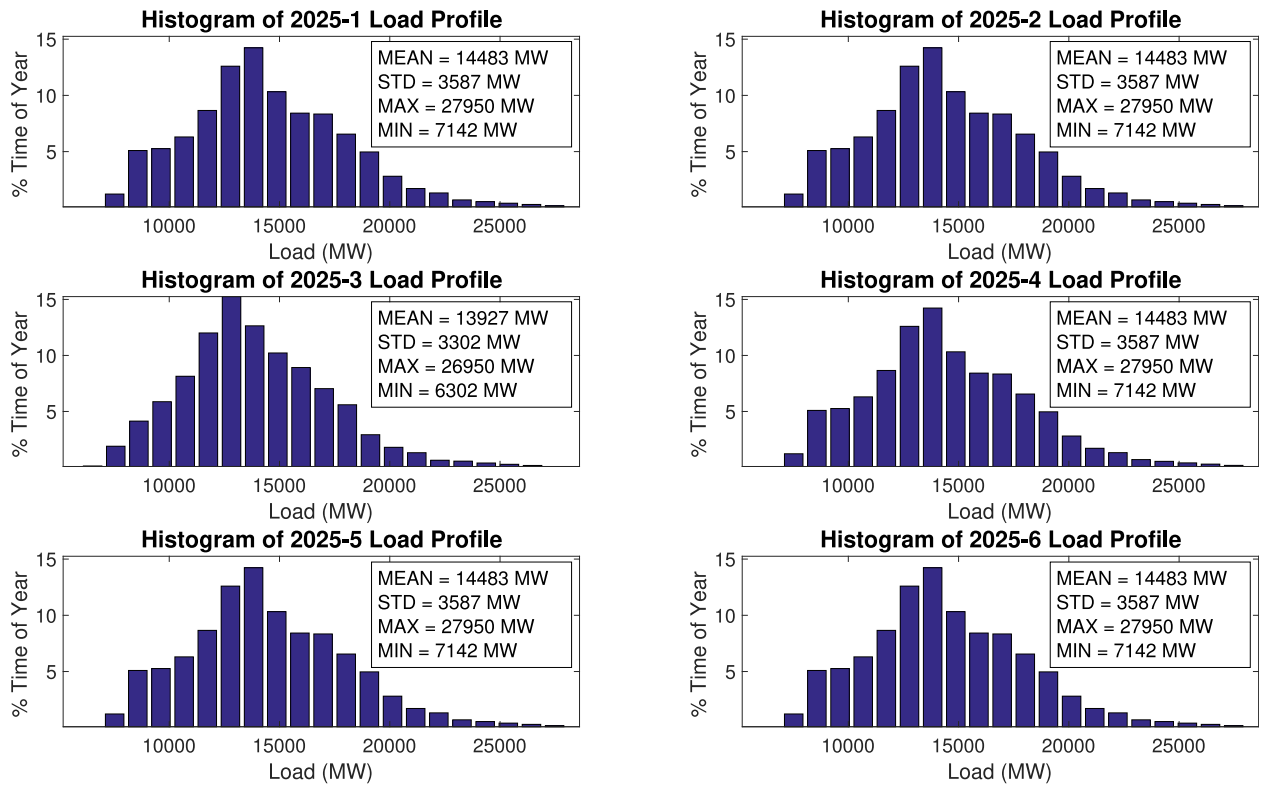 Histogram of 2025-1 Load Profile
15
10
5
% Time of Year
MEAN = 14483 MW
STD = 3587 MW
MAX = 27950 MW
MIN = 7142 MW
10000 15000 20000 25000
Load (MW)
Histogram of 2025-2 Load Profile
15
10
5
% Time of Year
MEAN = 14483 MW
STD = 3587 MW
MAX = 27950 MW
MIN = 7142 MW
10000 15000 20000 25000
Load (MW)
Histogram of 2025-3 Load Profile
15
10
5
% Time of Year
MEAN = 13927 MW
STD = 3302 MW
MAX = 26950 MW
MIN = 6302 MW
10000 15000 20000 25000
Load (MW)
Histogram of 2025-4 Load Profile
15
10
5
% Time of Year
MEAN = 14483 MW
STD = 3587 MW
MAX = 27950 MW
MIN = 7142 MW
10000 15000 20000 25000
Load (MW)
Histogram of 2025-5 Load Profile
15
10
5
% Time of Year
MEAN = 14483 MW
STD = 3587 MW
MAX = 27950 MW
MIN = 7142 MW
10000 15000 20000 25000
Load (MW)
Histogram of 2025-6 Load Profile
15
10
5
% Time of Year
MEAN = 14483 MW
STD = 3587 MW
MAX = 27950 MW
MIN = 7142 MW
10000 15000 20000 25000
Load (MW)